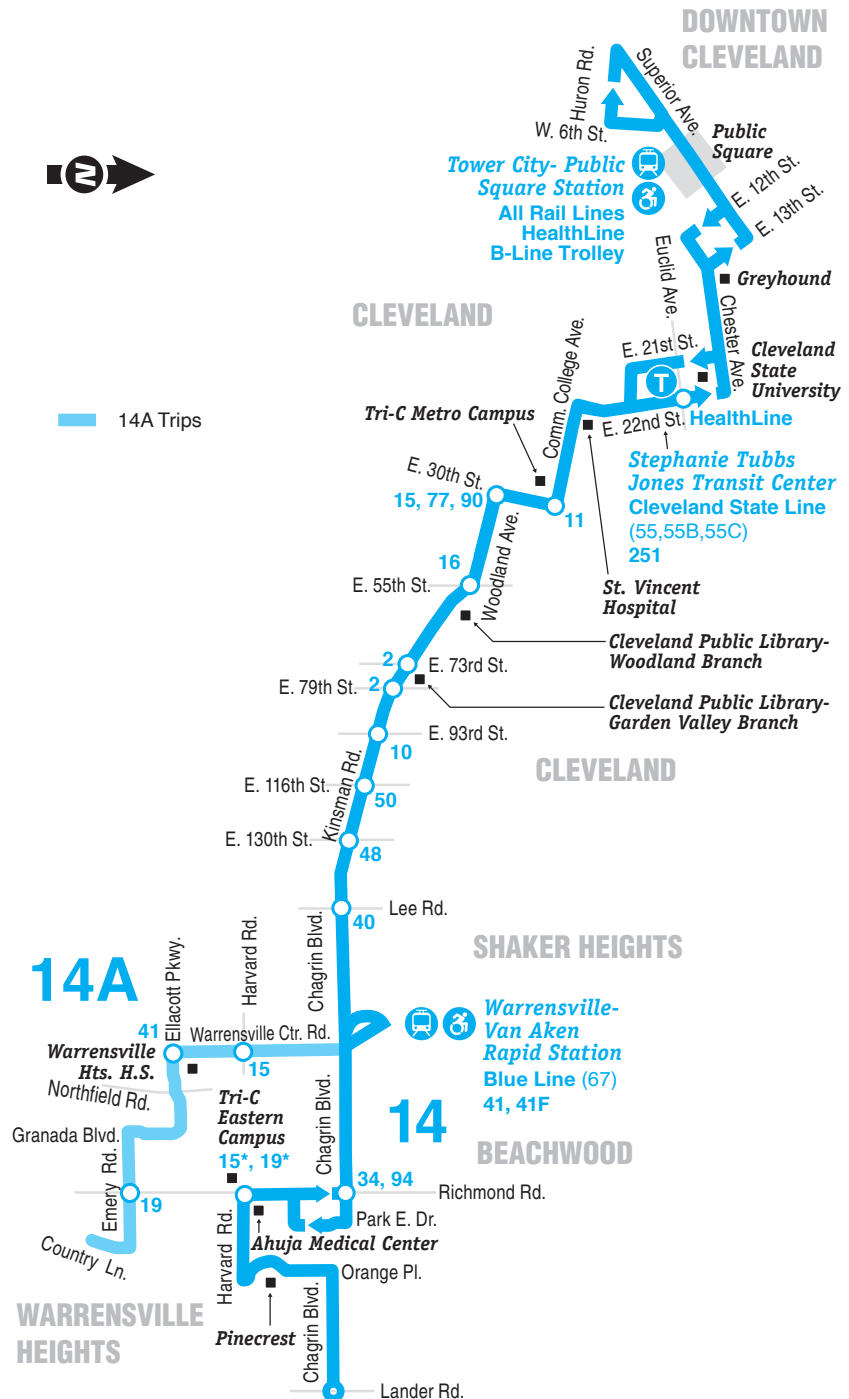 DOWNTOWN
CLEVELAND
Huron Rd.
Superior Ave.
W. 6th St.
Public
Square
N
Tower City- Public
Square Station
All Rail Lines
HealthLine
B-Line Trolley
E. 12th St.
E. 13th St.
Euclid Ave.
Greyhound
CLEVELAND
Chester Ave.
E. 21st St.
Cleveland
State
University
T
Comm. College Ave.
14A Trips
Tri-C Metro Campus
E. 22nd St.
HealthLine
E. 30th St.
15, 77, 90
11
Stephanie Tubbs
Jones Transit Center
Cleveland State Line
(55,55B,55C)
251
Woodland Ave.
16
E. 55th St.
St. Vincent
Hospital
Cleveland Public Library-
Woodland Branch
2
E. 73rd St.
E. 79th St.
2
Cleveland Public Library-
Garden Valley Branch
E. 93rd St.
10
CLEVELAND
Kinsman Rd.
E. 116th St.
50
E. 130th St.
48
Lee Rd.
40
Chagrin Blvd.
Harvard Rd.
SHAKER HEIGHTS
14A
Ellacott Pkwy.
41
Warrensville Ctr. Rd.
Warrensville-
Van Aken
Rapid Station
Blue Line (67)
41, 41F
Warrensville
Hts. H.S.
15
Northfield Rd.
Tri-C
Eastern
Campus
15*, 19*
Chagrin Blvd.
14
Granada Blvd.
BEACHWOOD
Emery Rd.
19
34, 94
Richmond Rd.
Park E. Dr.
Harvard Rd.
Ahuja Medical Center
Country Ln.
Orange Pl.
WARRENSVILLE
HEIGHTS
Pinecrest
Chagrin Blvd.
Lander Rd.